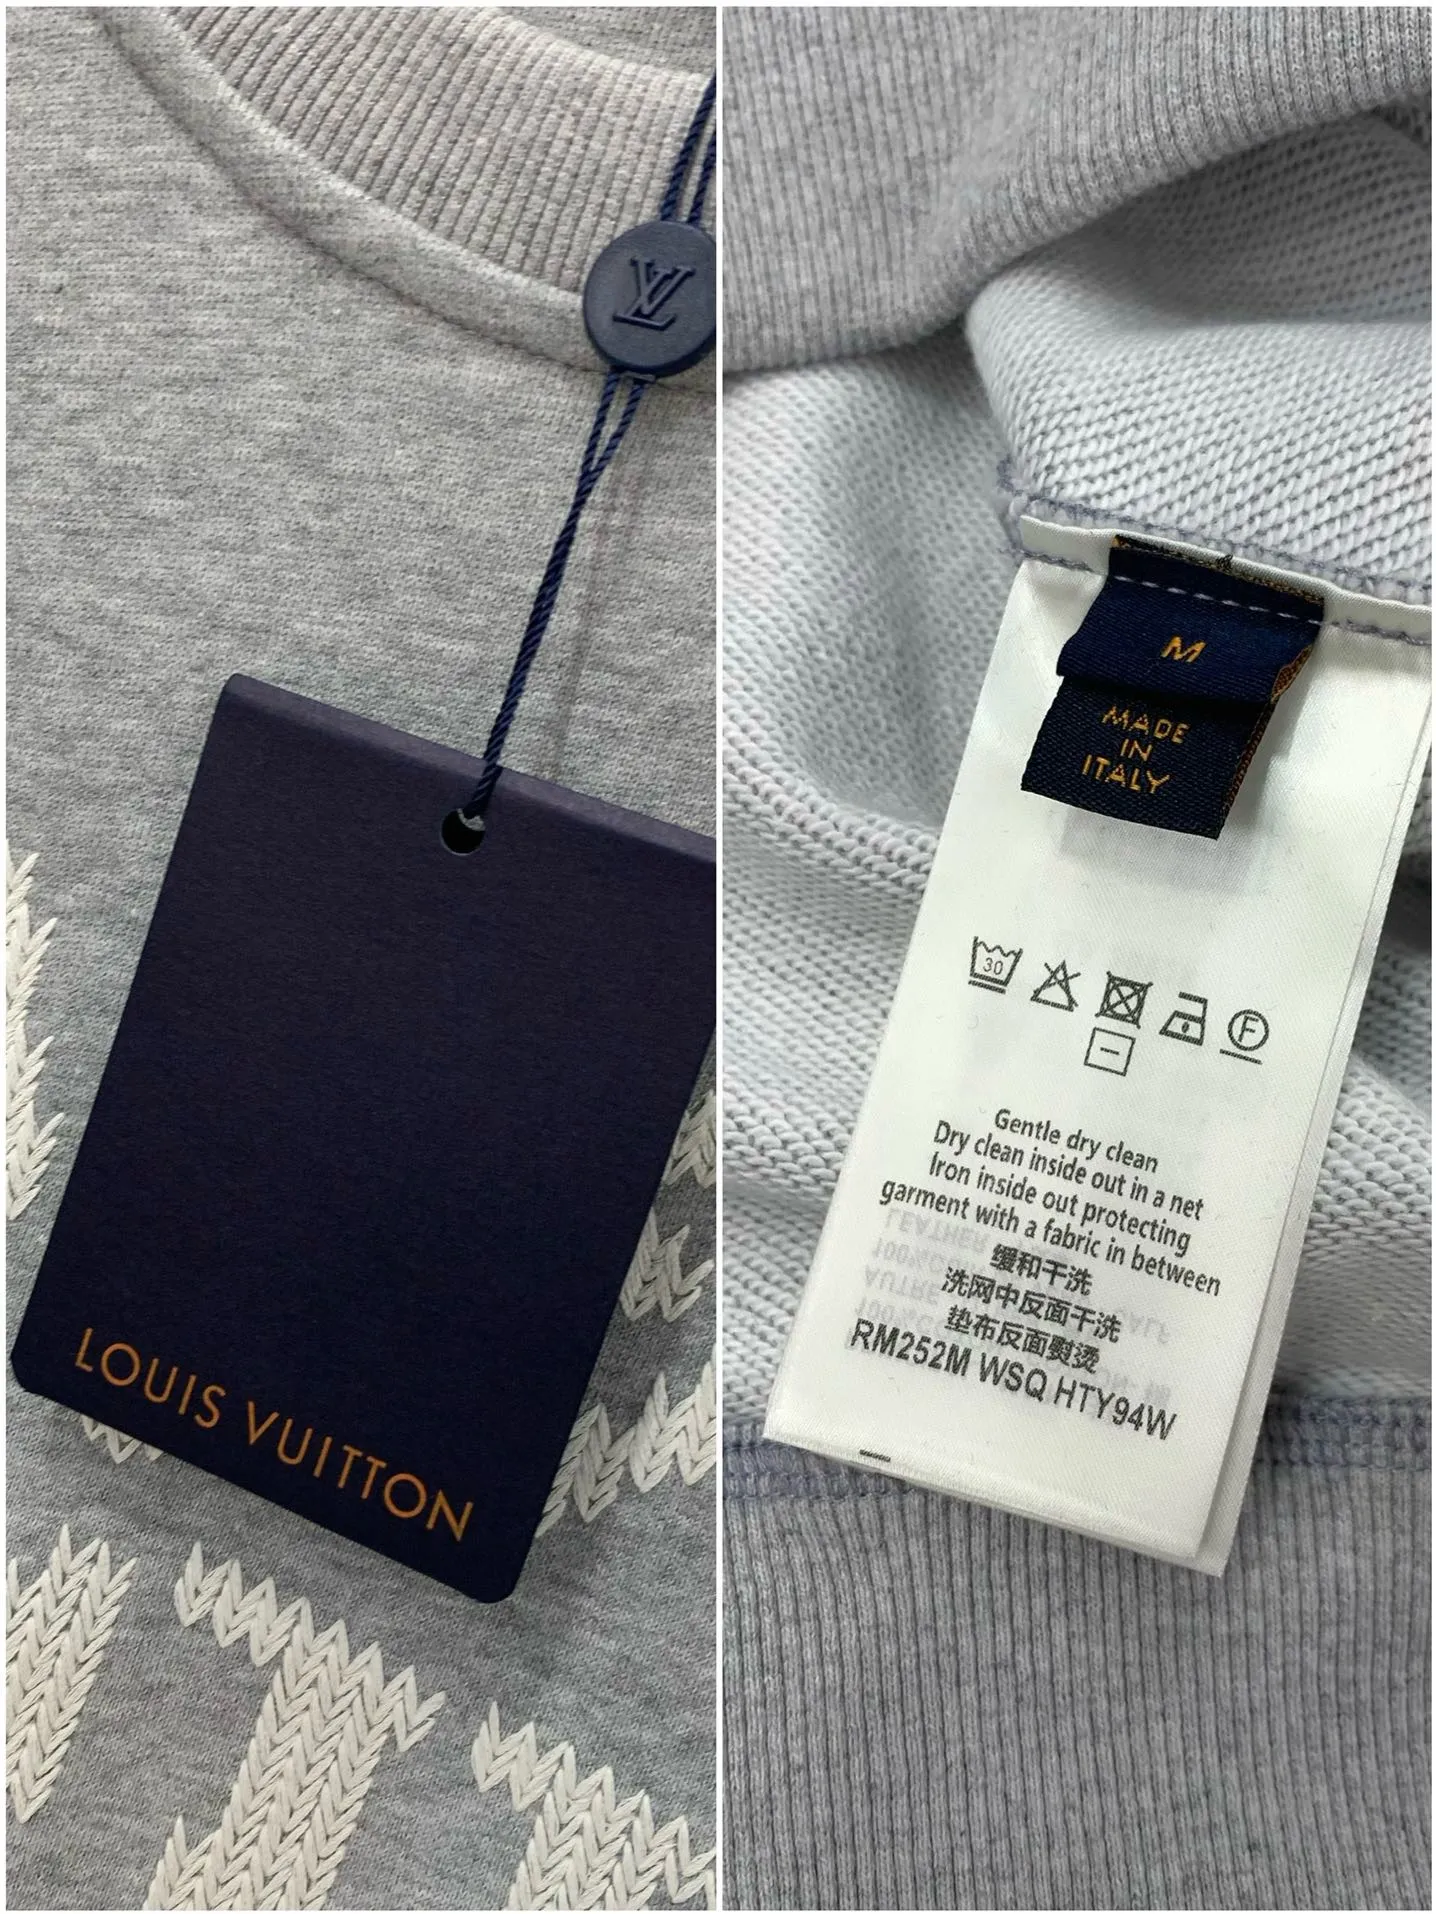 LV
LOUIS VUITTON
M
MADE
IN
ITALY
30
F
Gentle dry clean
Dry clean inside out in a net
Iron inside out protecting
garment with a fabric in between
缓和干洗
洗网中反面干洗
垫布反面熨烫
RM252M WSQ HTY94W